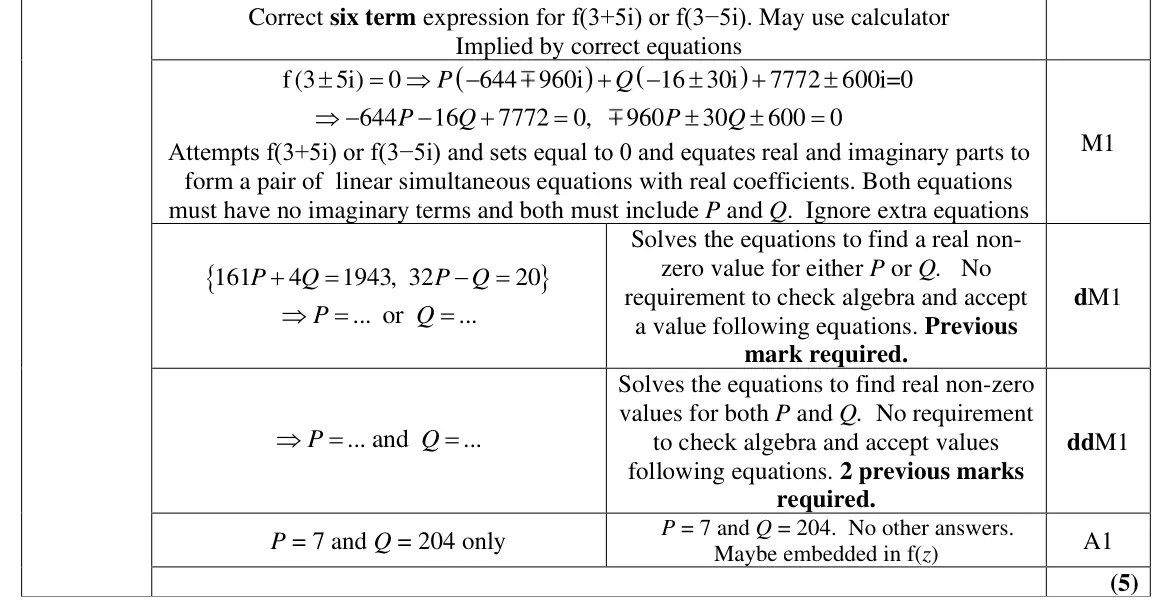 Correct six term expression for f(3+5i) or f(3−5i). May use calculator
Implied by correct equations
f(3±5i)=0⇒P(−644∓960i)+Q(−16±30i)+7772±600i=0
⇒−644P−16Q+7772=0, ∓960P±30Q±600=0
Attempts f(3+5i) or f(3−5i) and sets equal to 0 and equates real and imaginary parts to
form a pair of linear simultaneous equations with real coefficients. Both equations
must have no imaginary terms and both must include P and Q. Ignore extra equations
M1
{161P+4Q=1943, 32P−Q=20}
⇒P=... or Q=...
Solves the equations to find a real non-
zero value for either P or Q. No
requirement to check algebra and accept
a value following equations. Previous
mark required.
dM1
⇒P=... and Q=...
Solves the equations to find real non-zero
values for both P and Q. No requirement
to check algebra and accept values
following equations. 2 previous marks
required.
ddM1
P = 7 and Q = 204 only
P = 7 and Q = 204. No other answers.
Maybe embedded in f(z)
A1
(5)